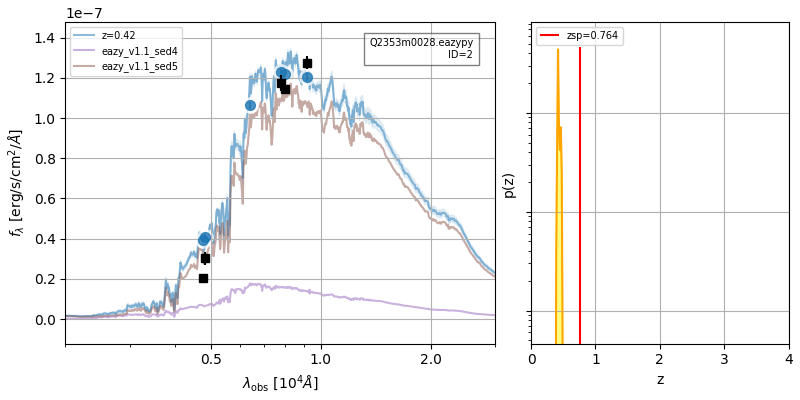 1e−7
z=0.42
eazy_v1.1_sed4
eazy_v1.1_sed5
Q2353m0028.eazypy
ID=2
1.4
1.2
1.0
0.8
0.6
0.4
0.2
0.0
fλ [erg/s/cm²/Å]
0.5
1.0
2.0
λobs [10⁴Å]
zsp=0.764
p(z)
0
1
2
3
4
z